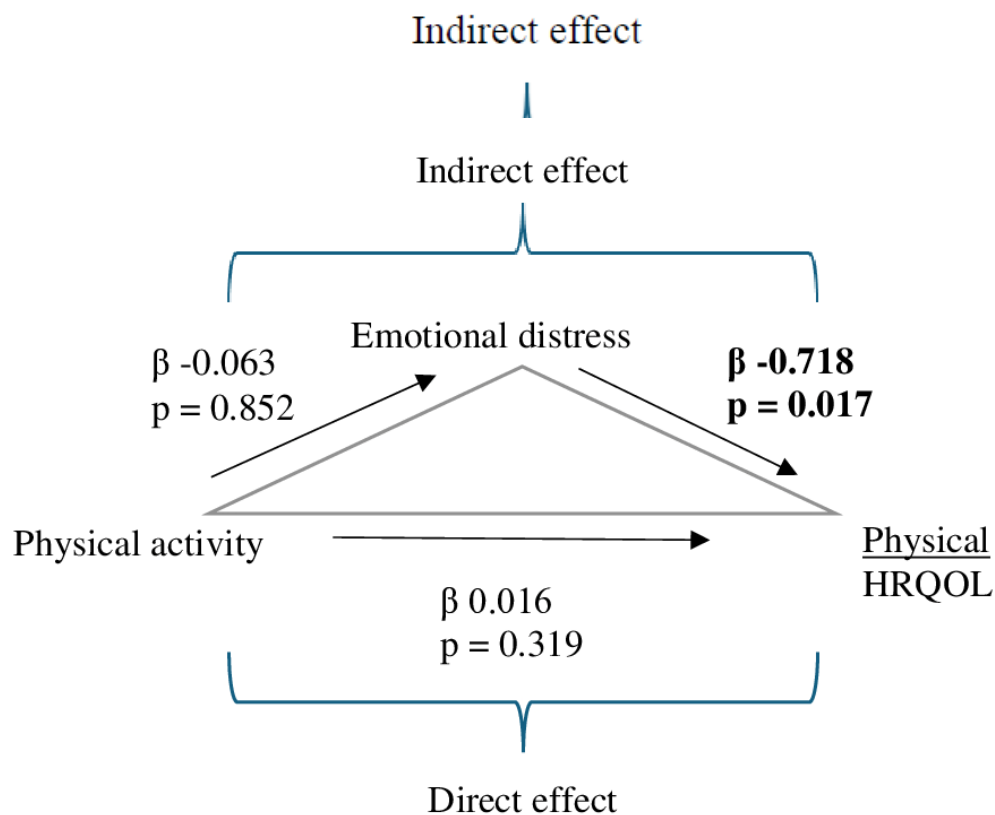 Indirect effect
Indirect effect
Emotional distress
β -0.063
p = 0.852
β -0.718
p = 0.017
Physical activity
Physical
HRQOL
β 0.016
p = 0.319
Direct effect